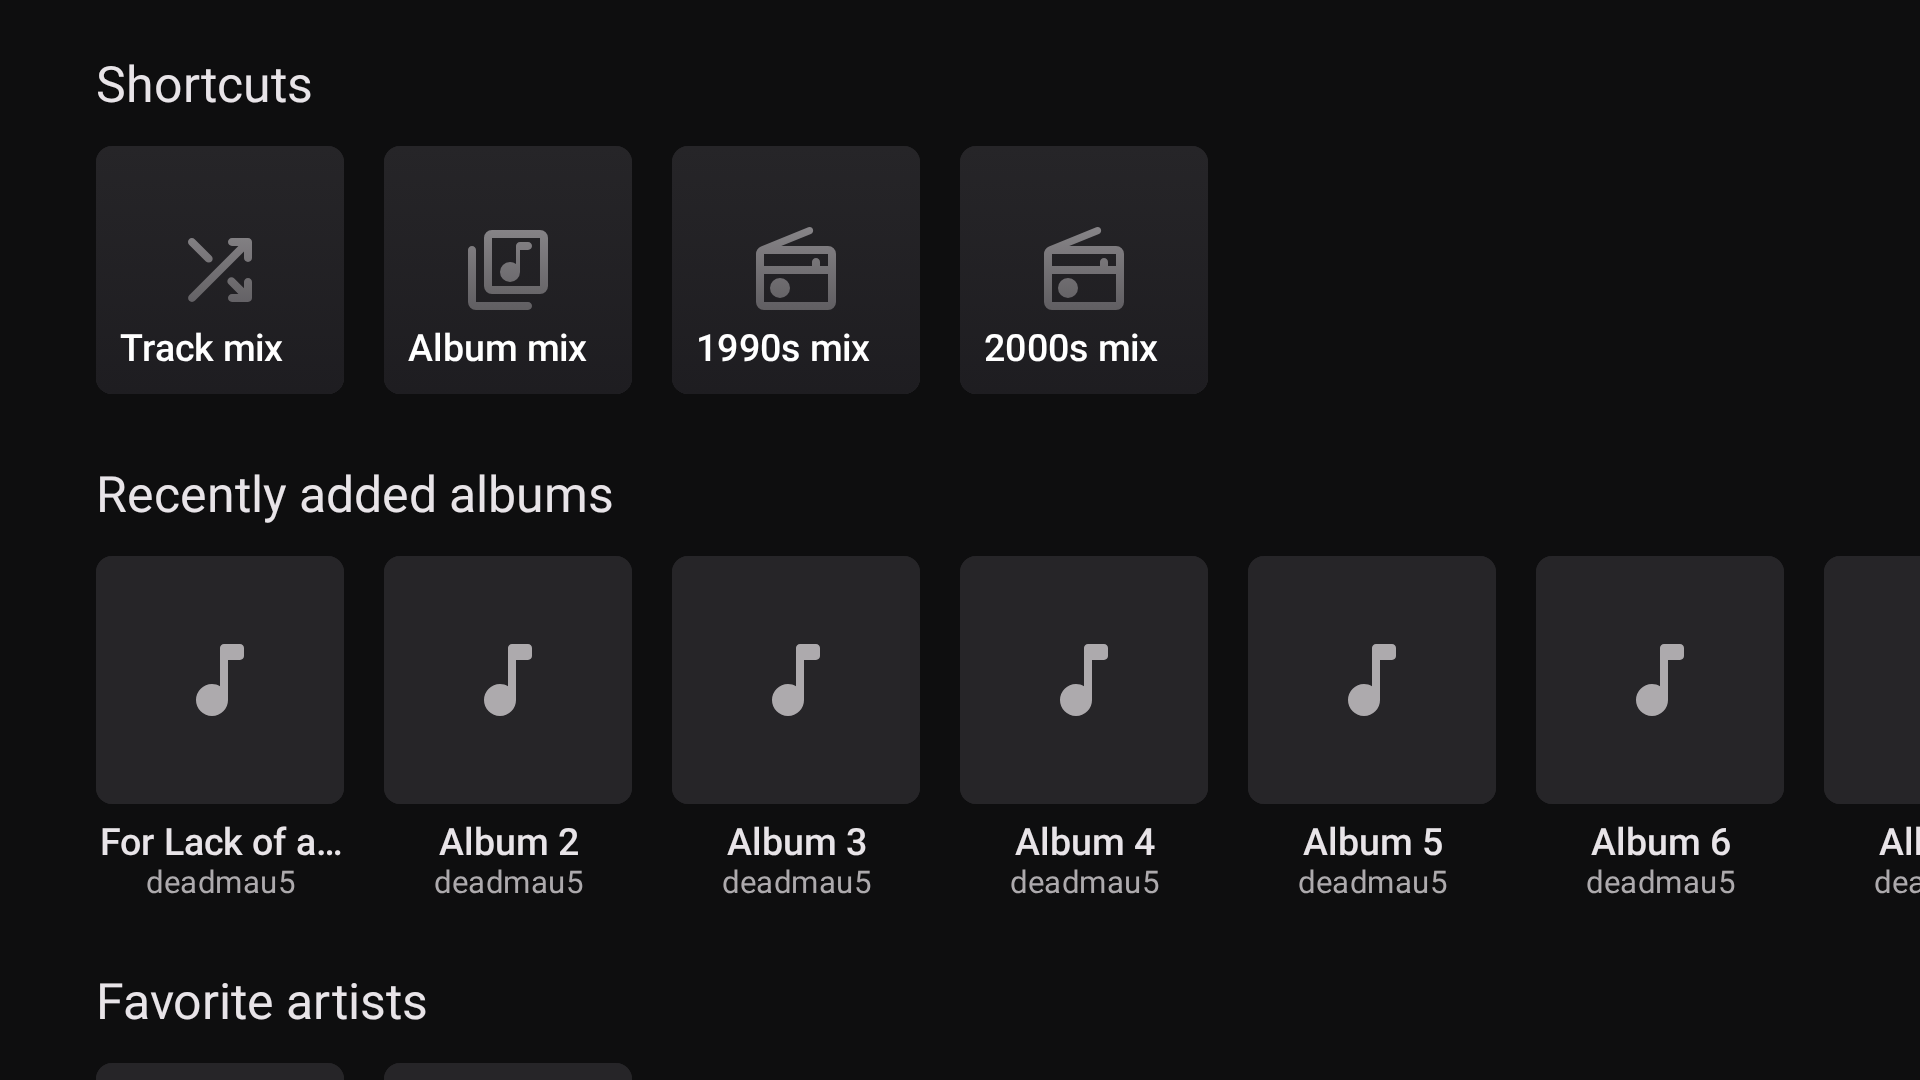 Shortcuts
Track mix
Album mix
1990s mix
2000s mix
Recently added albums
For Lack of a...
deadmau5
Album 2
deadmau5
Album 3
deadmau5
Album 4
deadmau5
Album 5
deadmau5
Album 6
deadmau5
Favorite artists